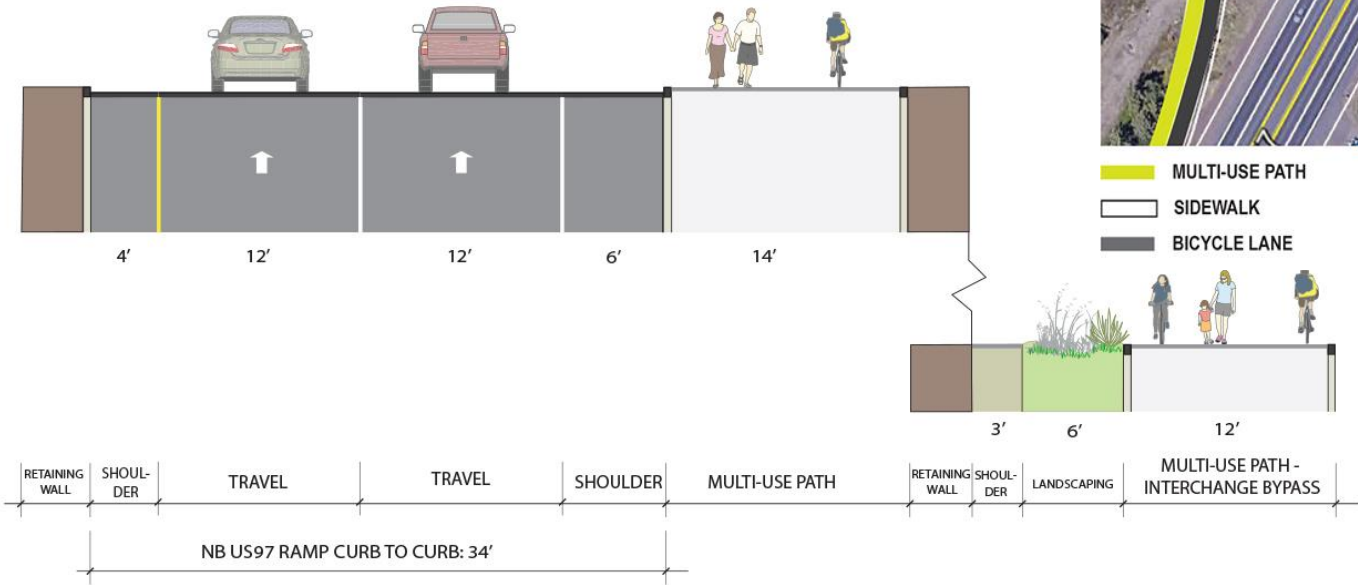 MULTI-USE PATH
SIDEWALK
BICYCLE LANE
4'
12'
12'
6'
14'
3'
6'
12'
RETAINING
WALL
SHOUL-
DER
TRAVEL
TRAVEL
SHOULDER
MULTI-USE PATH
RETAINING
WALL
SHOUL-
DER
LANDSCAPING
MULTI-USE PATH -
INTERCHANGE BYPASS
NB US97 RAMP CURB TO CURB: 34'